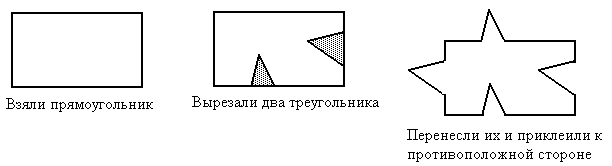 Взяли прямоугольник
Вырезали два треугольника
Перенесли их и приклеили к
противоположной стороне